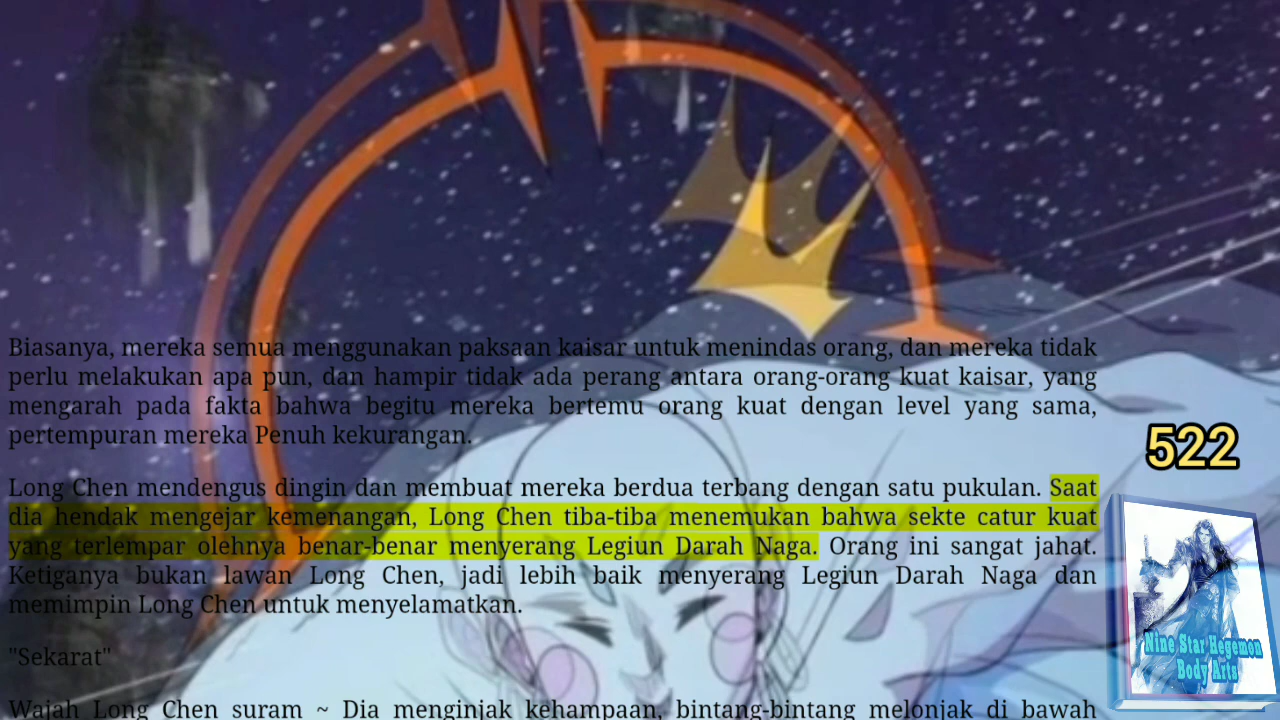 Biasanya, mereka semua menggunakan paksaan kaisar untuk menindas orang, dan mereka tidak
perlu melakukan apa pun, dan hampir tidak ada perang antara orang-orang kuat kaisar, yang
mengarah pada fakta bahwa begitu mereka bertemu orang kuat dengan level yang sama,
pertempuran mereka Penuh kekurangan.
Long Chen mendengus dingin dan membuat mereka berdua terbang dengan satu pukulan. Saat
dia hendak mengejar kemenangan, Long Chen tiba-tiba menemukan bahwa sekte catur kuat
yang terlempar olehnya benar-benar menyerang Legiun Darah Naga. Orang ini sangat jahat.
Ketiganya bukan lawan Long Chen, jadi lebih baik menyerang Legiun Darah Naga dan
memimpin Long Chen untuk menyelamatkan.
"Sekarat"
Wajah Long Chen suram ~ Dia menginjak kehampaan, bintang-bintang melonjak di bawah
522
Nine Star Hegemon
Body Arts